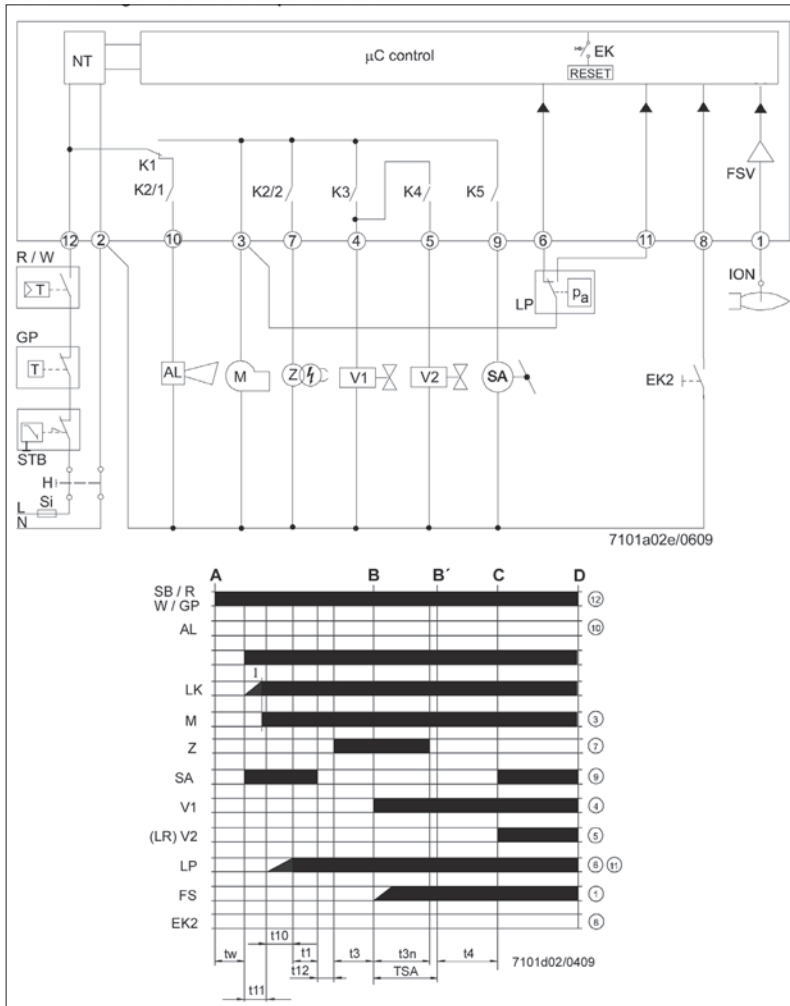 NT
µC control
EK
RESET
FSV
K1
K2/1
K2/2
K3
K4
K5
12
2
10
3
7
4
5
9
6
11
8
1
R / W
T
GP
T
STB
H
Si
L
N
AL
M
Z
V1
V2
SA
LP
pa
ION
EK2
7101a02e/0609
A
B
B´
C
D
SB / R
W / GP
12
AL
10
LK
M
3
Z
7
SA
9
V1
4
(LR) V2
5
LP
6
11
FS
1
EK2
tw
t10
t11
t1
t12
t3
t3n
TSA
t4
7101d02/0409